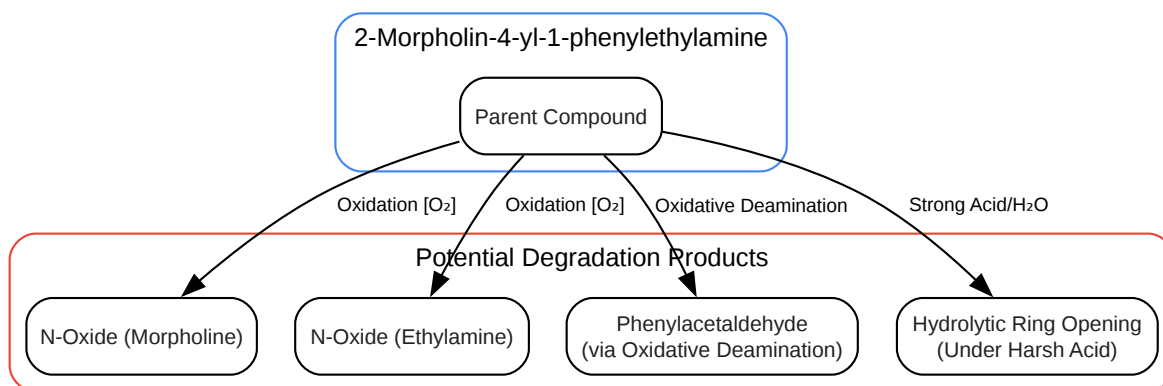 2-Morpholin-4-yl-1-phenylethylamine
Parent Compound
Oxidation [O₂]
Oxidation [O₂]
Oxidative Deamination
Strong Acid/H₂O
Potential Degradation Products
N-Oxide (Morpholine)
N-Oxide (Ethylamine)
Phenylacetaldehyde
(via Oxidative Deamination)
Hydrolytic Ring Opening
(Under Harsh Acid)